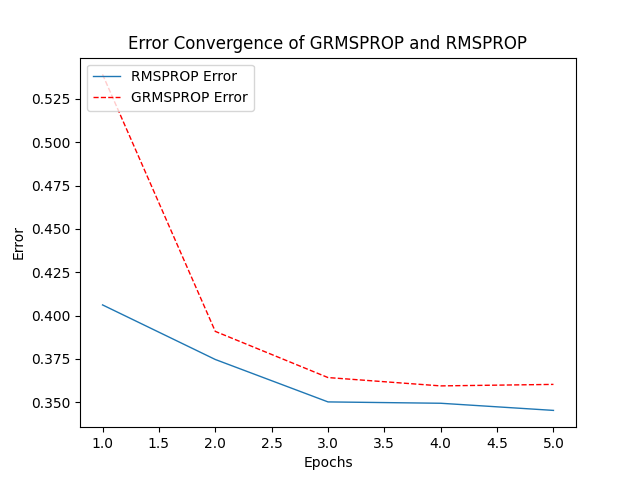 Error Convergence of GRMSPROP and RMSPROP
RMSPROP Error
GRMSPROP Error
0.525
0.500
0.475
0.450
0.425
0.400
0.375
0.350
Error
1.0 1.5 2.0 2.5 3.0 3.5 4.0 4.5 5.0
Epochs